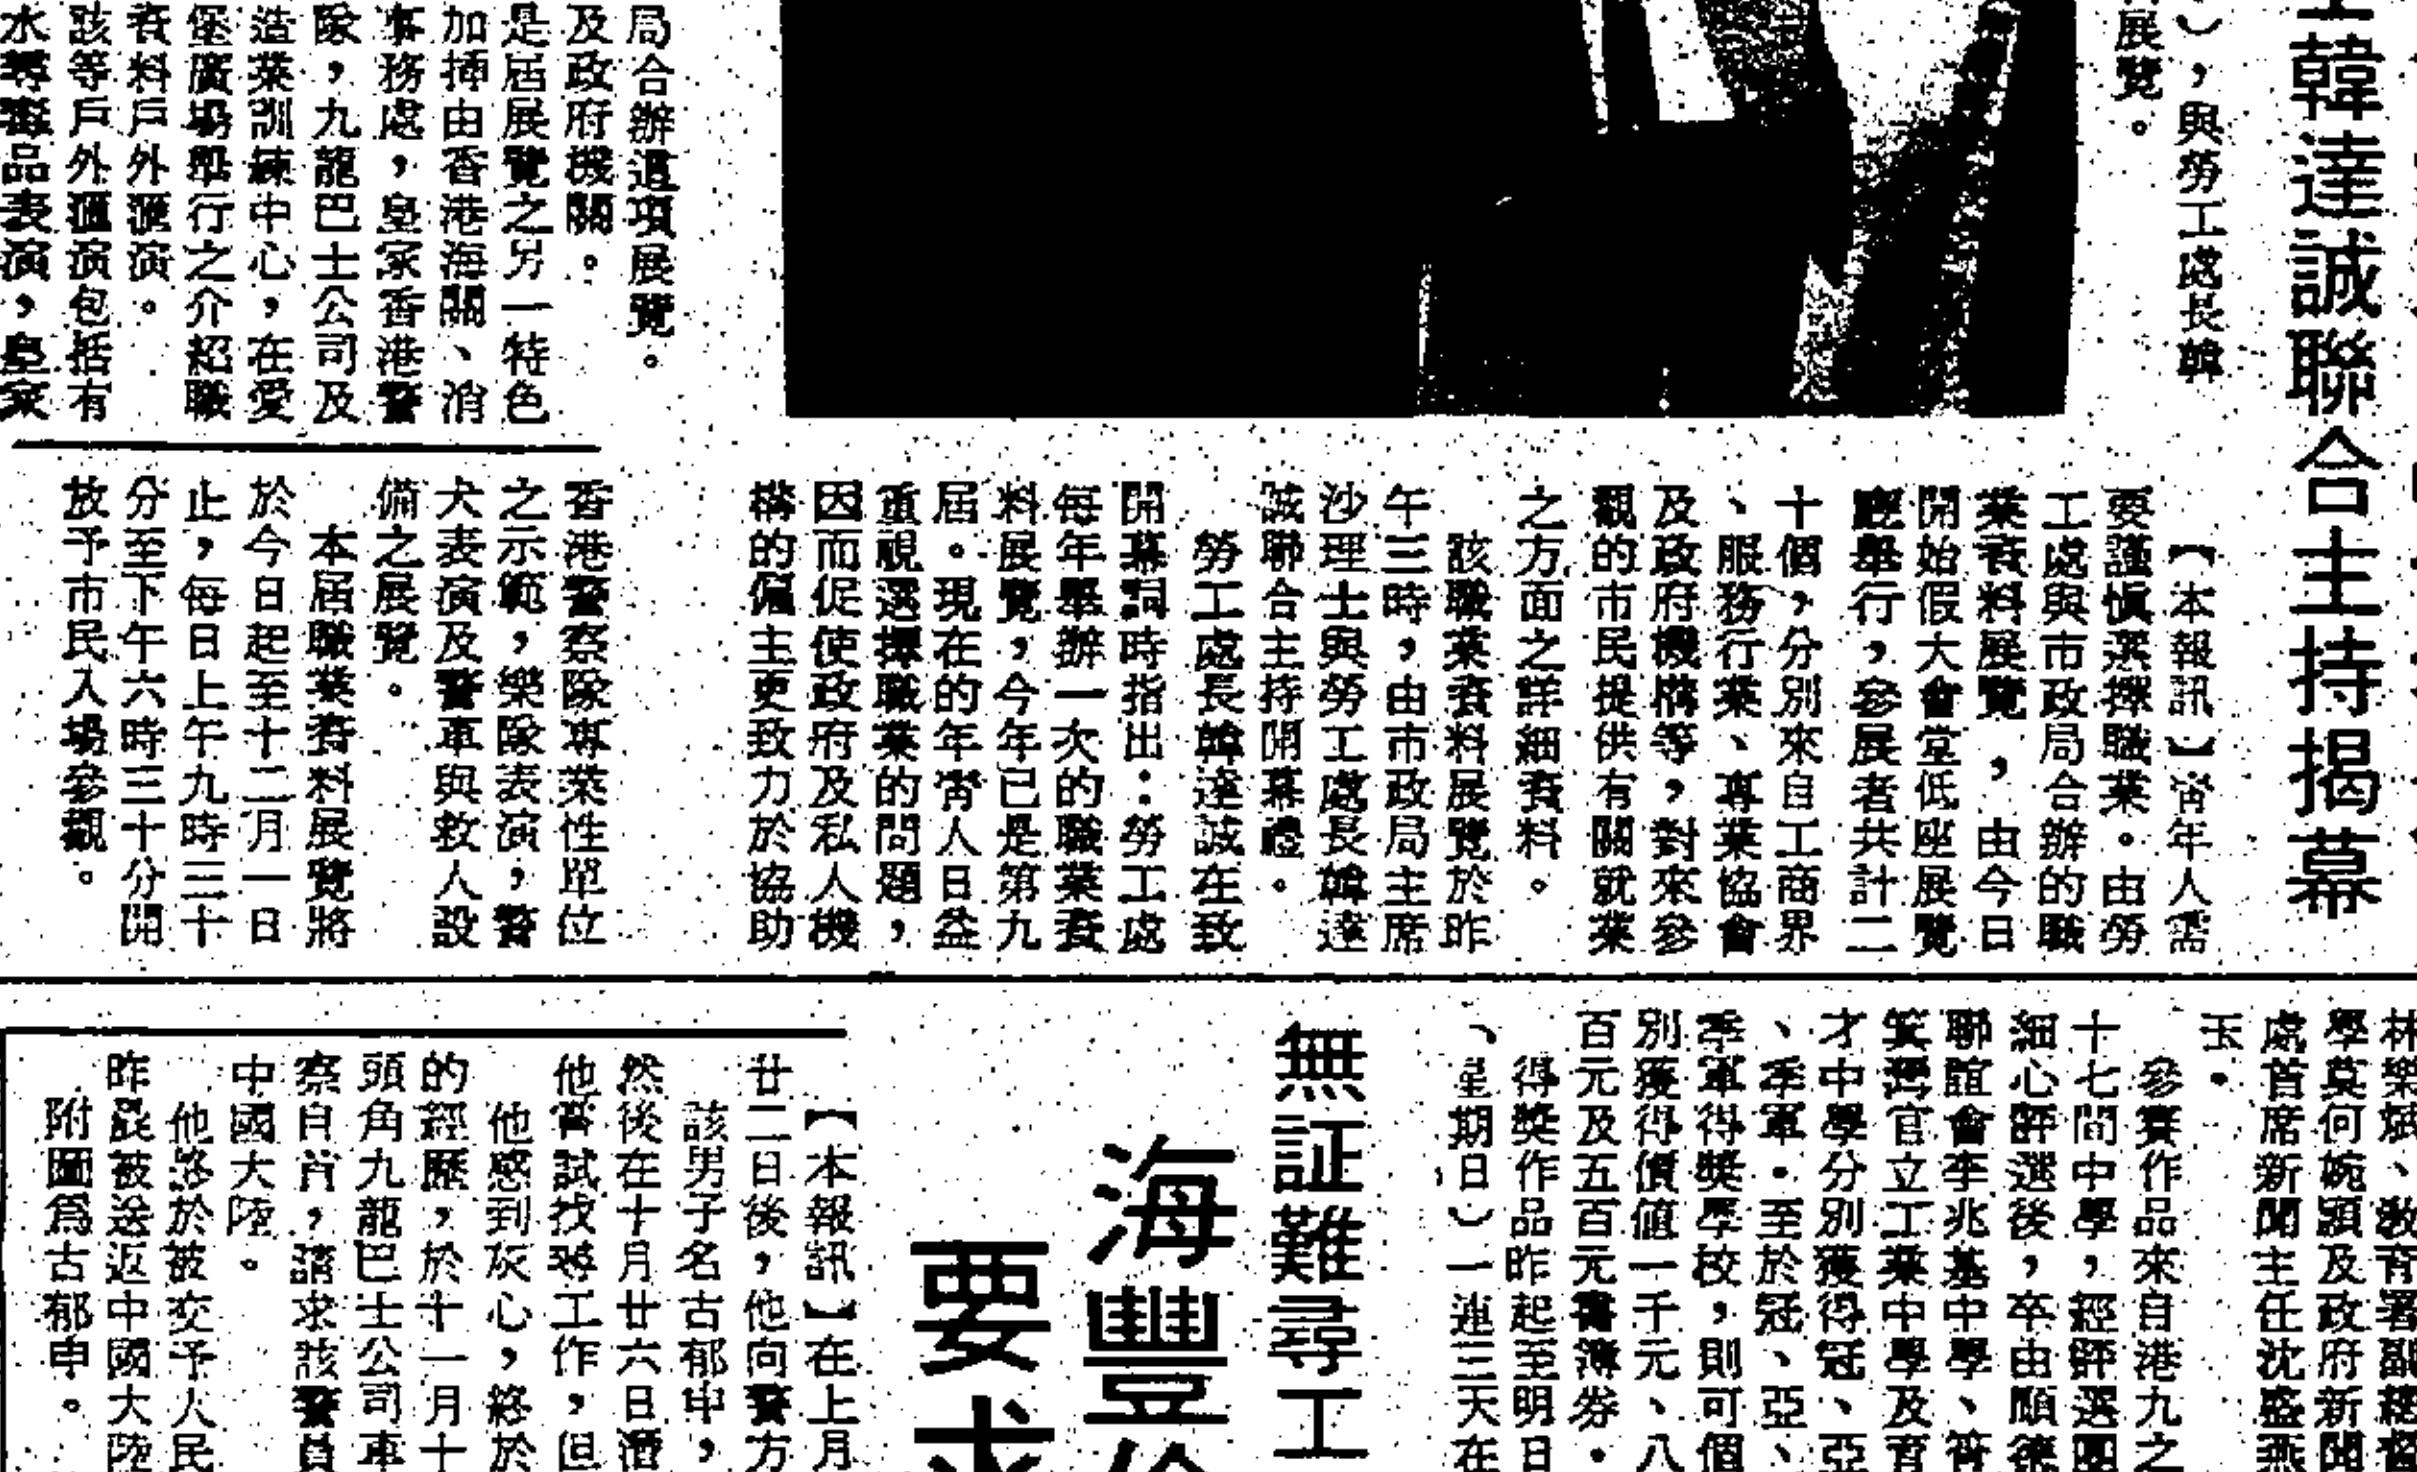 士韓達誠聯合主持揭幕
），與勞工處長韓
展覽。
【本報訊】青年人需
要謹慎選擇職業。由勞
工處與市政局合辦的職
業資料展覽，由今日
開始假大會堂低座展覽
廳舉行，參展者共計二
十個，分別來自工商界
、服務行業、專業協會
及政府機構等，對來參
觀的市民提供有關就業
之方面之詳細資料。
該職業資料展覽於昨
午三時，由市政局主席
沙理士與勞工處長韓達
誠聯合主持開幕禮。
勞工處長韓達誠在致
開幕詞時指出：勞工處
每年舉辦一次的職業資
料展覽，今年已是第九
屆。現在的年青人日益
重視選擇職業的問題，
因而促使政府及私人機
構的僱主更致力於協助
局合辦這項展覽。
及政府機關。
是屆展覽之另一特色
加揷由香港海關、消
事務處，皇家香港警
隊，九龍巴士公司及
造業訓練中心，在愛
堡廣場舉行之介紹職
資料戶外滙演。
該等戶外滙演包括有
水尋毒品表演，皇家
香港警察隊專業性單位
之示範，樂隊表演，警
犬表演及警車與救人設
備之展覽。
本屆職業資料展覽將
於今日起至十二月一日
止，每日上午九時三十
分至下午六時三十分開
放予市民入場參觀。
林樂斌、教育署副總督
學莫何婉穎及政府新聞
處首席新聞主任沈盛燕
玉。
參賽作品來自港九之
十七間中學，經評選團
細心評選後，卒由順德
聯誼會李兆基中學、筲
箕灣官立工業中學及育
才中學分別獲得冠、亞
、季軍。至於冠、亞、
季軍得獎學校，則可個
別獲得價值一千元、八
百元及五百元書簿券。
得獎作品昨起至明日
（星期日）一連三天在
無証難尋工
海豐偷
要求
【本報訊】在上月
廿二日後，他向警方
該男子名古郁申，
然後在十月廿六日潛
他嘗試找尋工作，但
他感到灰心，終於
的經歷，於十一月十
頭角九龍巴士公司車
察自首，請求該警員
中國大陸。
他終於被交予人民
昨晨被送返中國大陸
附圖爲古郁申。